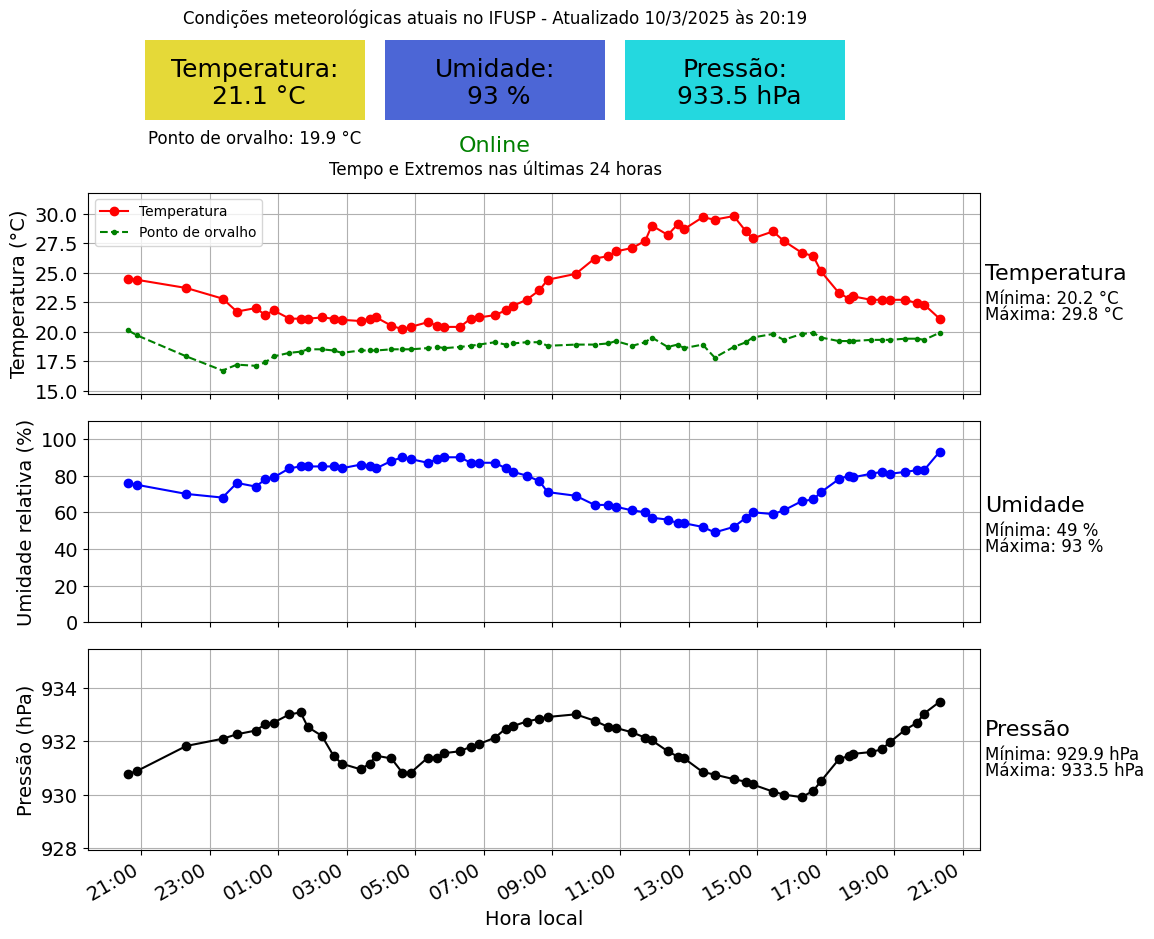 Condições meteorológicas atuais no IFUSP - Atualizado 10/3/2025 às 20:19
Temperatura:
21.1 °C
Umidade:
93 %
Pressão:
933.5 hPa
Ponto de orvalho: 19.9 °C
Online
Tempo e Extremos nas últimas 24 horas
Temperatura (°C)
30.0
27.5
25.0
22.5
20.0
17.5
15.0
Temperatura
Ponto de orvalho
Temperatura
Mínima: 20.2 °C
Máxima: 29.8 °C
Umidade relativa (%)
100
80
60
40
20
0
Umidade
Mínima: 49 %
Máxima: 93 %
Pressão (hPa)
934
932
930
928
Pressão
Mínima: 929.9 hPa
Máxima: 933.5 hPa
21:00
23:00
01:00
03:00
05:00
07:00
09:00
11:00
13:00
15:00
17:00
19:00
21:00
Hora local